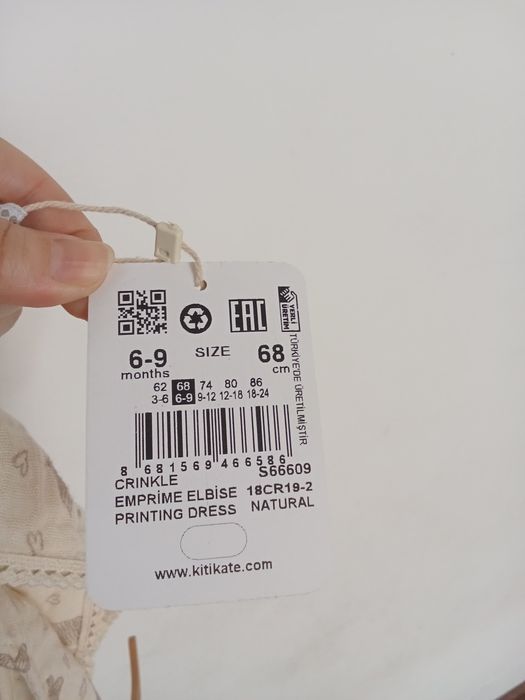 EAC
YERLİ
ÜRETİM
TÜRKİYE'DE ÜRETİLMİŞTİR
6-9 SIZE 68
months cm
62 68 74 80 86
3-6 6-9 9-12 12-18 18-24
8 681569 466586
CRINKLE S66609
EMPRİME ELBİSE 18CR19-2
PRINTING DRESS NATURAL
www.kitikate.com